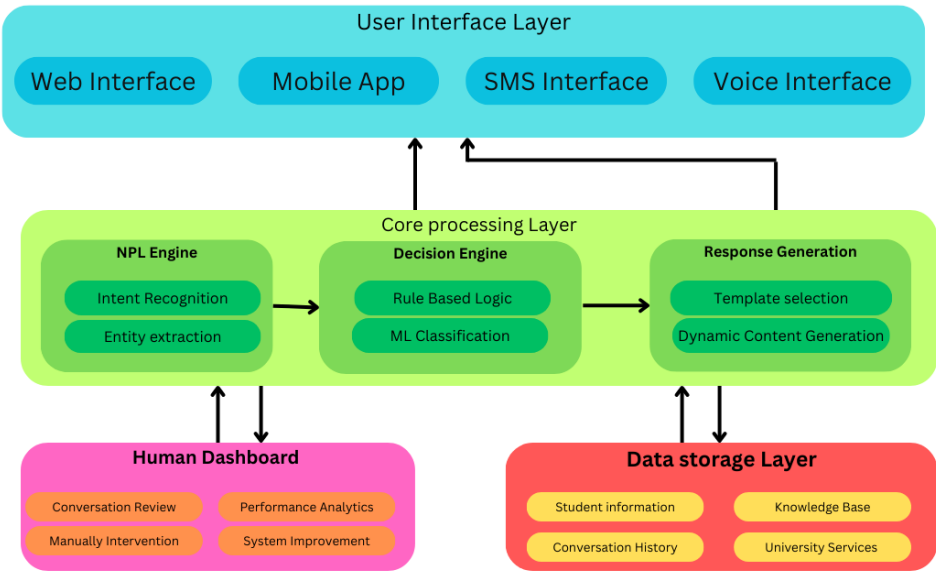 User Interface Layer
Web Interface
Mobile App
SMS Interface
Voice Interface
Core processing Layer
NPL Engine
Intent Recognition
Entity extraction
Decision Engine
Rule Based Logic
ML Classification
Response Generation
Template selection
Dynamic Content Generation
Human Dashboard
Conversation Review
Performance Analytics
Manually Intervention
System Improvement
Data storage Layer
Student information
Knowledge Base
Conversation History
University Services